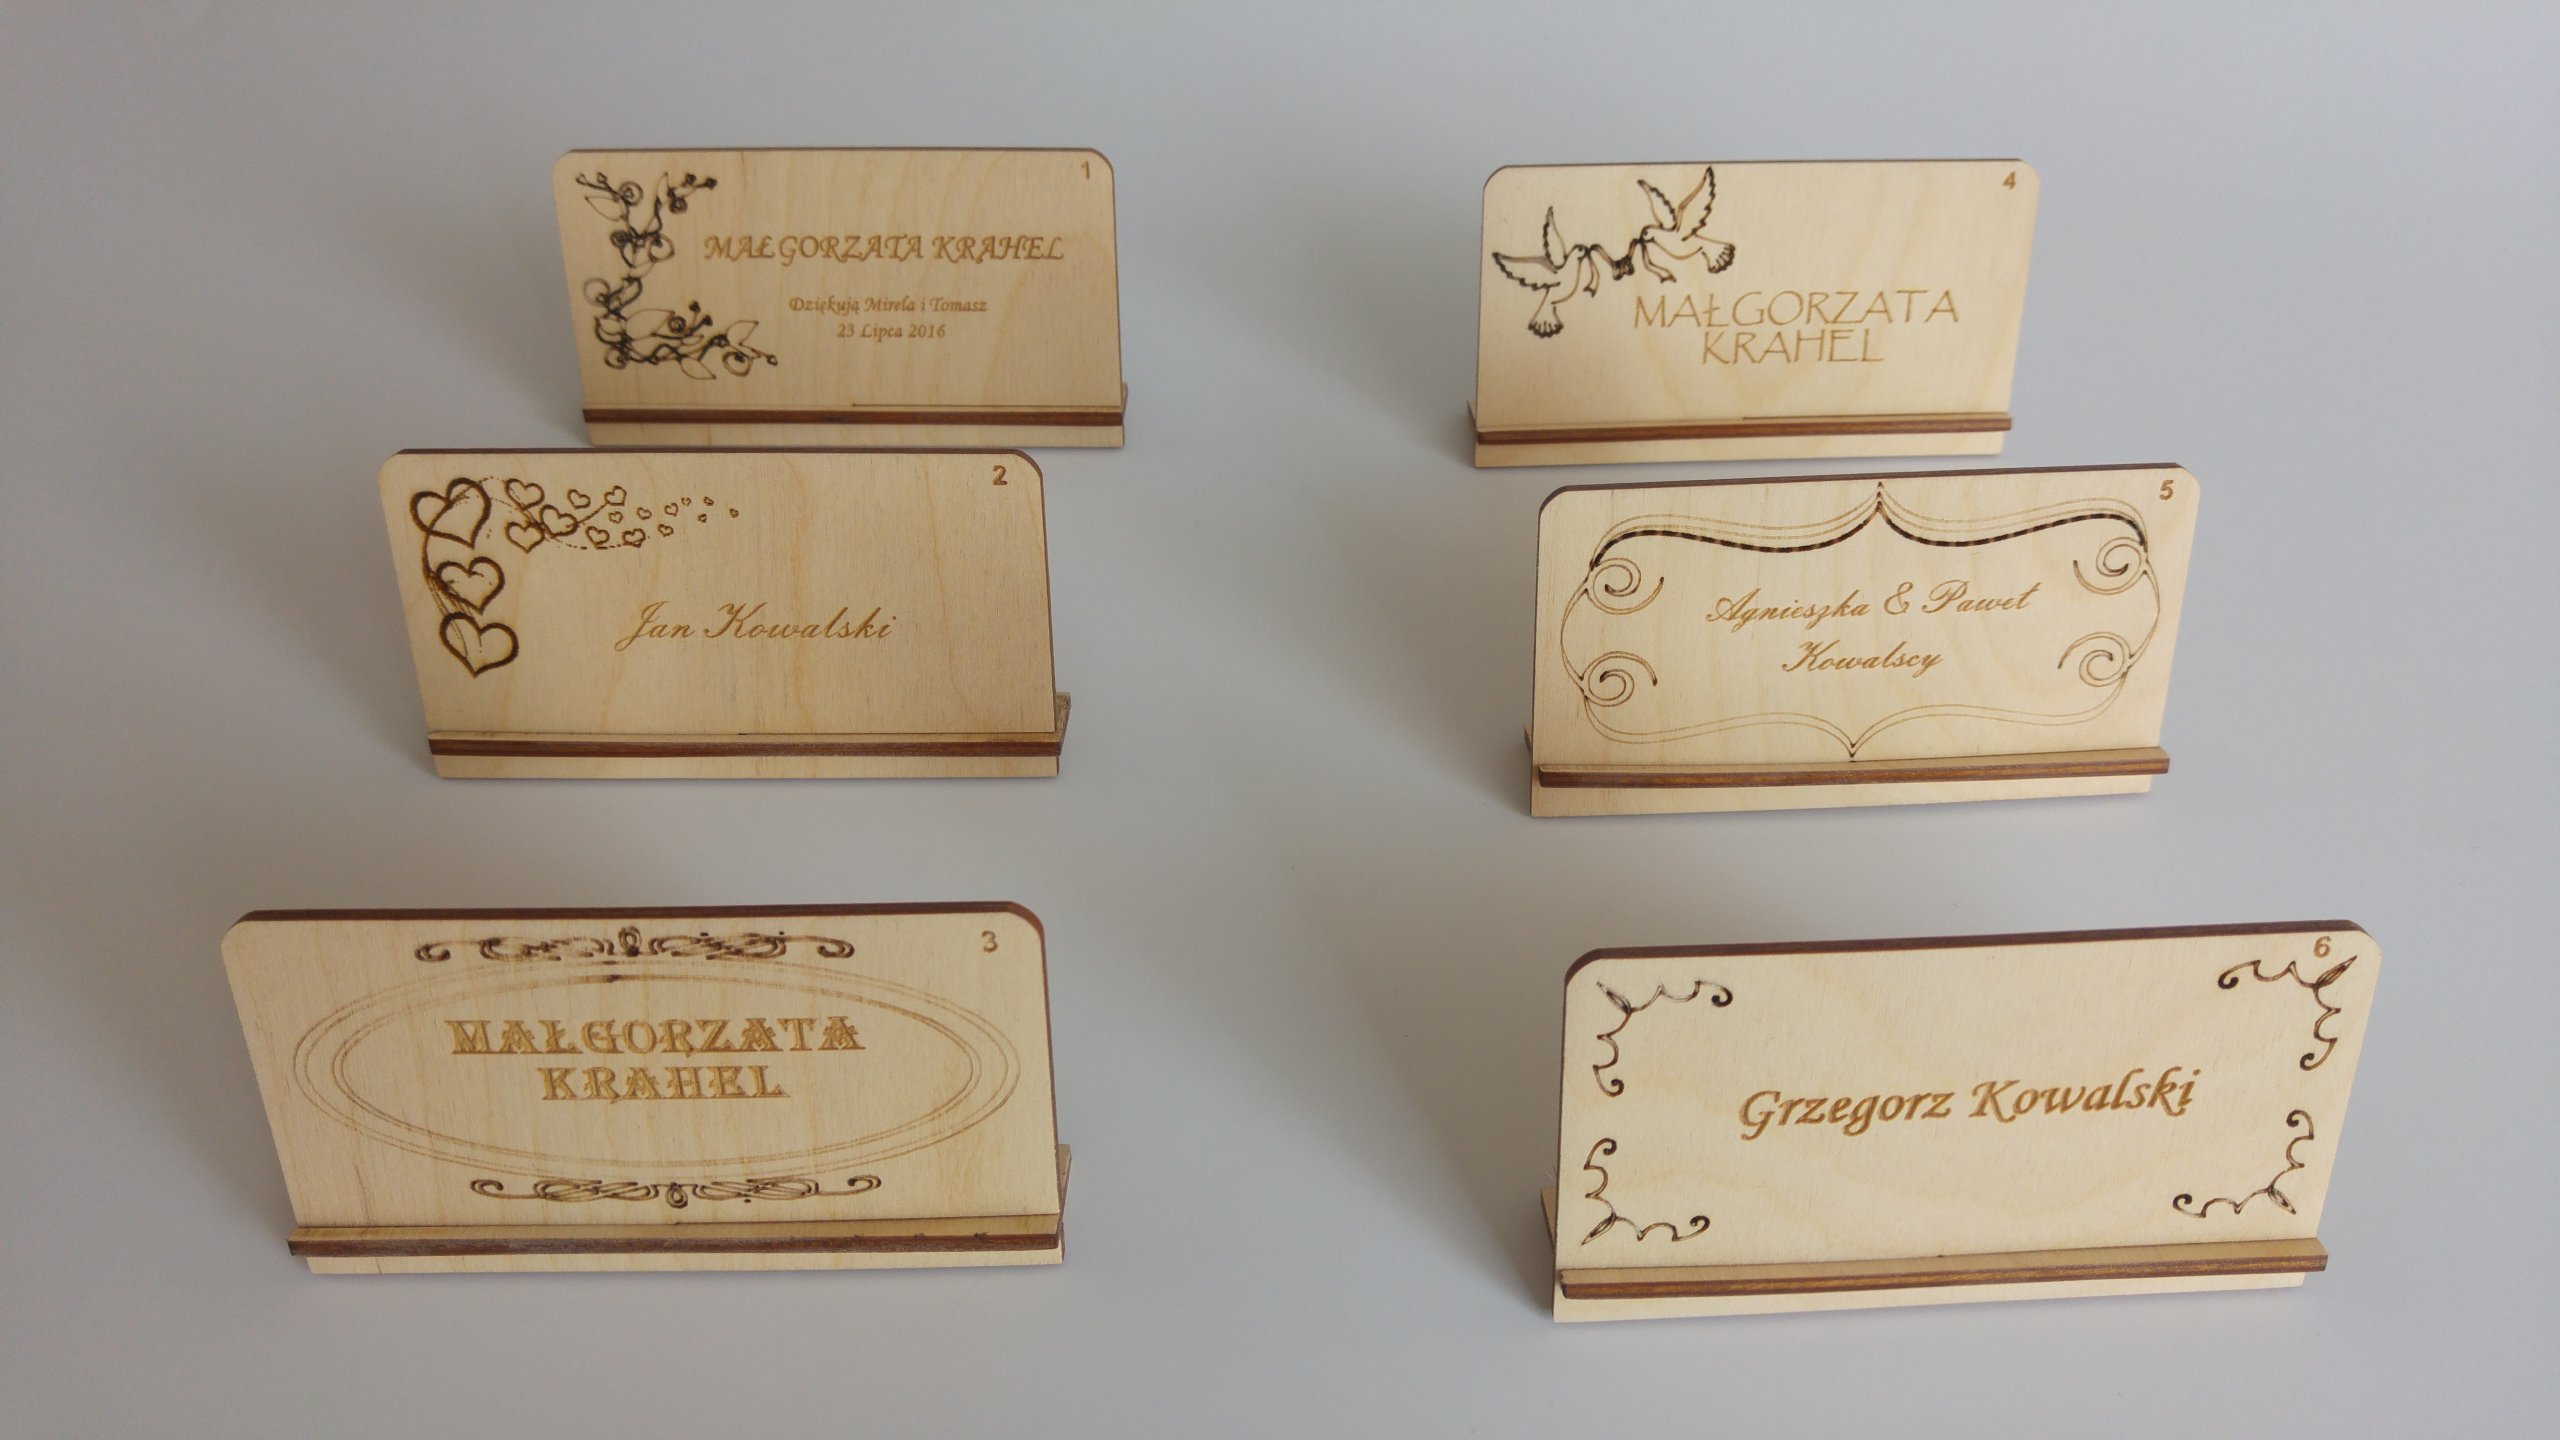 1
MAŁGORZATA KRAHEL
Dziękują Mirela i Tomasz
23 Lipca 2016
2
Jan Kowalski
3
MAŁGORZATA
KRAHEL
4
MAŁGORZATA
KRAHEL
5
Agnieszka & Paweł
Kowalscy
6
Grzegorz Kowalski